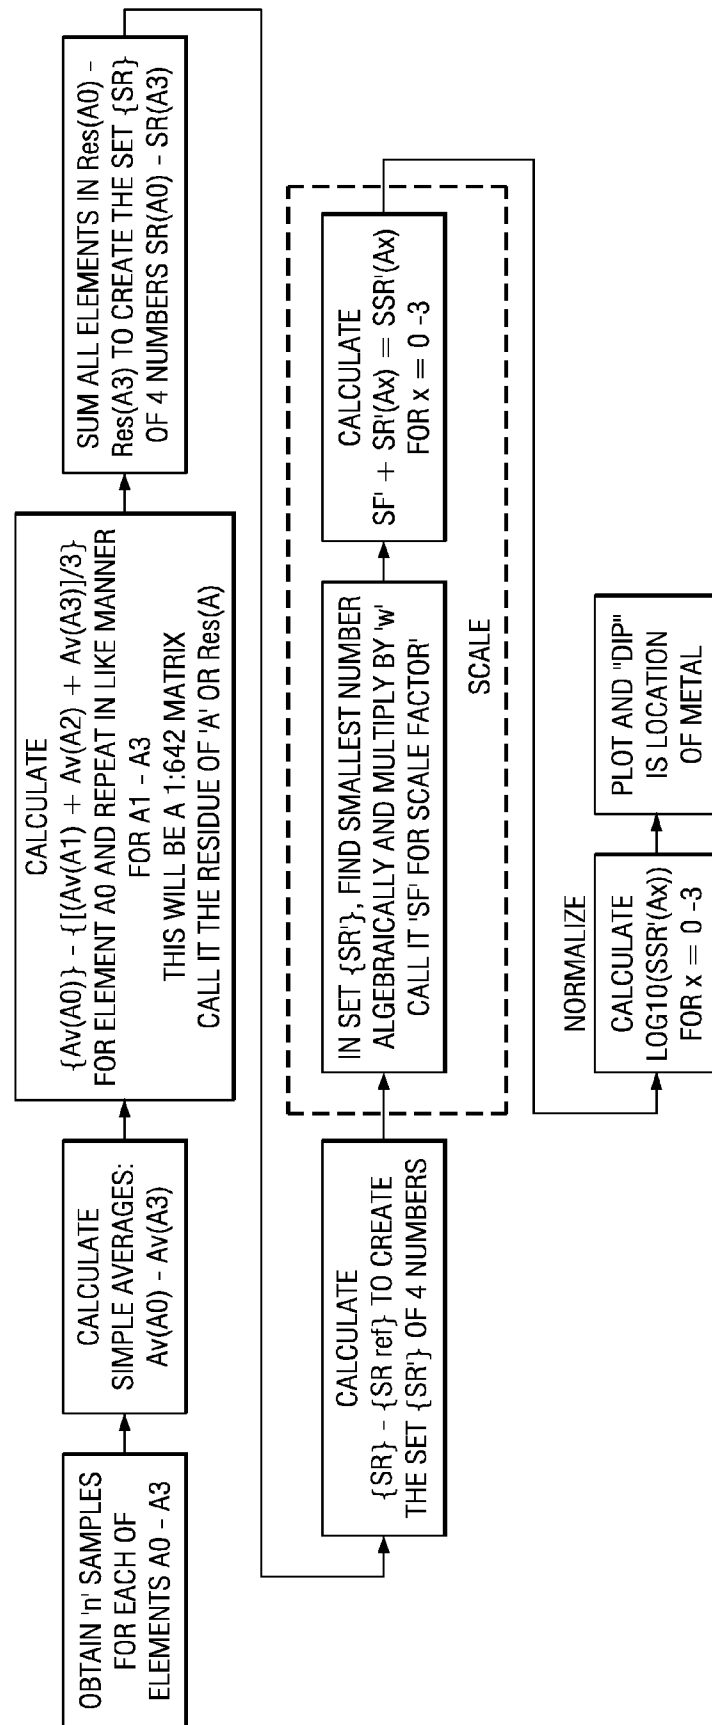 OBTAIN 'n' SAMPLES
FOR EACH OF
ELEMENTS A0 - A3
CALCULATE
SIMPLE AVERAGES:
Av(A0) - Av(A3)
CALCULATE
{Av(A0)} - {[(Av(A1) + Av(A2) + Av(A3)]/3}
FOR ELEMENT A0 AND REPEAT IN LIKE MANNER
FOR A1 - A3
THIS WILL BE A 1:642 MATRIX
CALL IT THE RESIDUE OF 'A' OR Res(A)
SUM ALL ELEMENTS IN Res(A0) -
Res(A3) TO CREATE THE SET {SR}
OF 4 NUMBERS SR(A0) - SR(A3)
CALCULATE
{SR} - {SR ref} TO CREATE
THE SET {SR'} OF 4 NUMBERS
IN SET {SR'}, FIND SMALLEST NUMBER
ALGEBRAICALLY AND MULTIPLY BY 'w'
CALL IT 'SF' FOR SCALE FACTOR'
CALCULATE
SF' + SR'(Ax) = SSR'(Ax)
FOR x = 0 -3
SCALE
NORMALIZE
CALCULATE
LOG10(SSR'(Ax))
FOR x = 0 -3
PLOT AND "DIP"
IS LOCATION
OF METAL